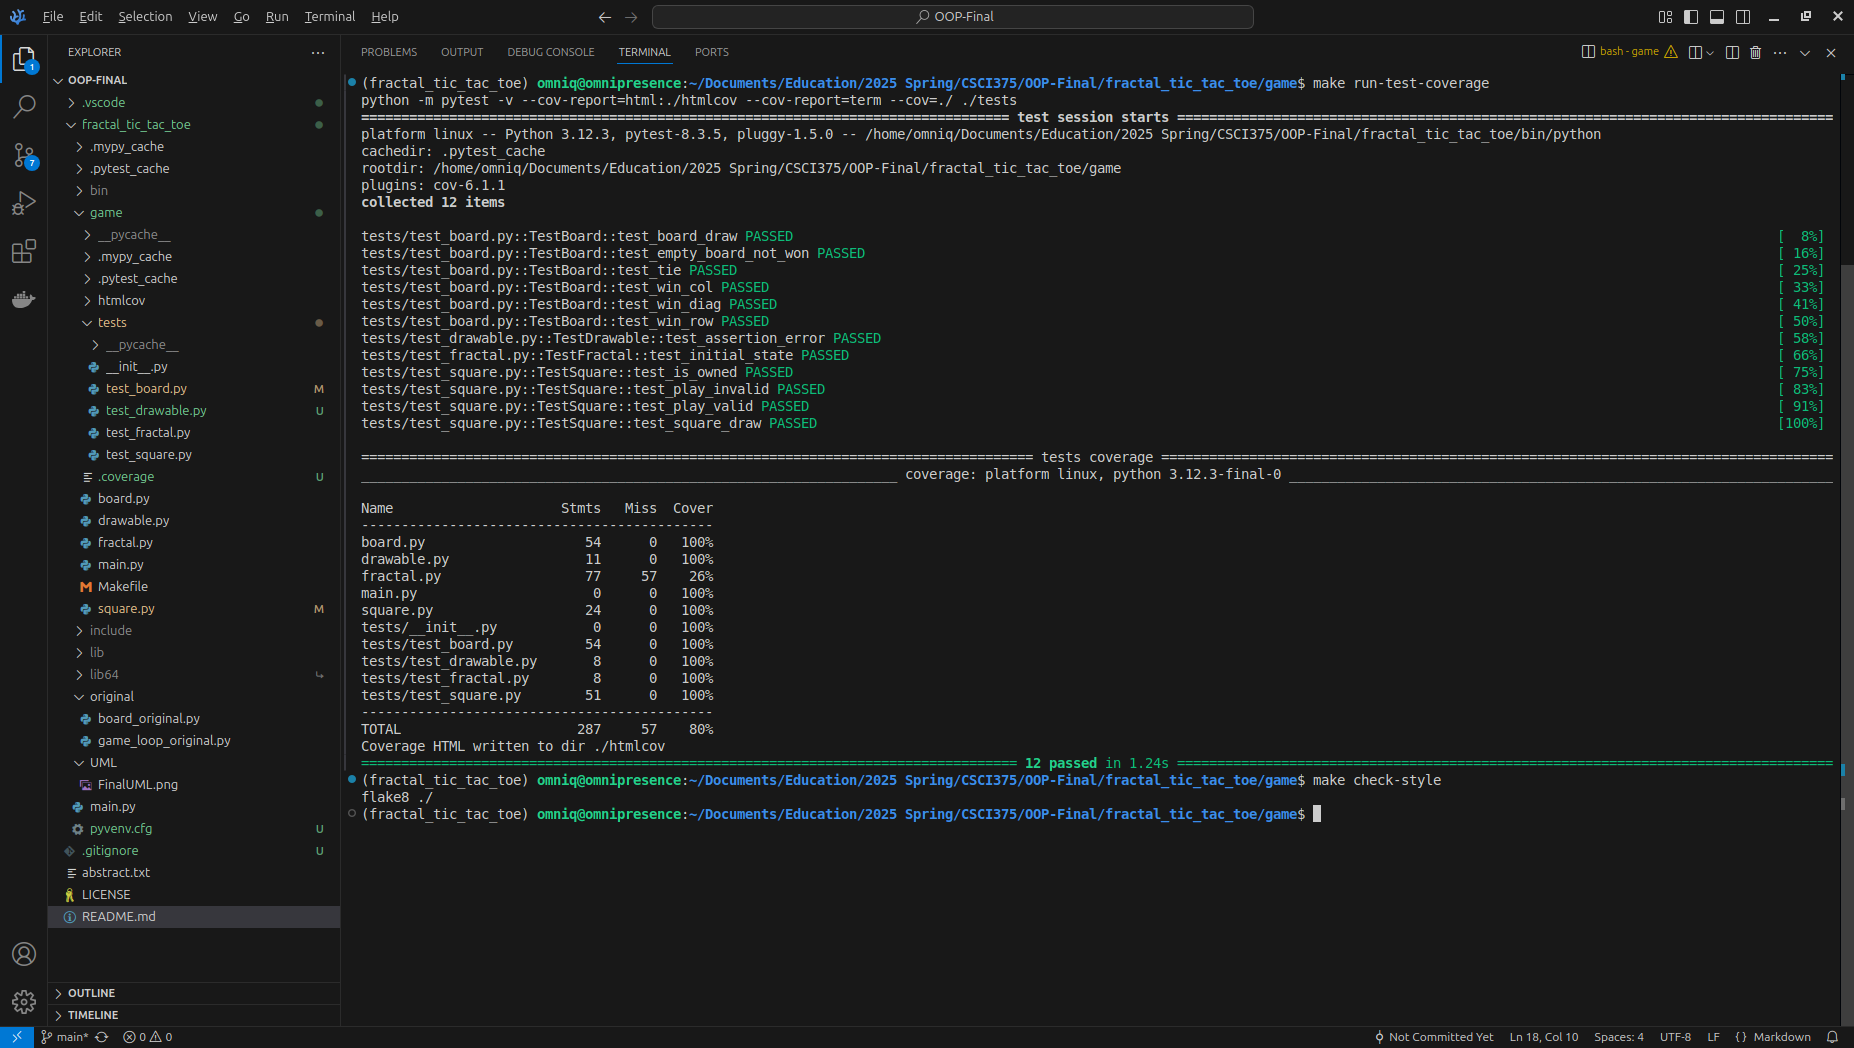 File Edit Selection View Go Run Terminal Help
OOP-Final
EXPLORER
OOP-FINAL
.vscode
fractal_tic_tac_toe
.mypy_cache
.pytest_cache
bin
game
__pycache__
.mypy_cache
.pytest_cache
htmlcov
tests
__pycache__
__init__.py
test_board.py M
test_drawable.py U
test_fractal.py
test_square.py
.coverage U
board.py
drawable.py
fractal.py
main.py
Makefile
square.py M
include
lib
lib64
original
board_original.py
game_loop_original.py
UML
FinalUML.png
main.py
pyvenv.cfg U
.gitignore U
abstract.txt
LICENSE
README.md
OUTLINE
TIMELINE
1
7
PROBLEMS OUTPUT DEBUG CONSOLE TERMINAL PORTS
bash - game
(fractal_tic_tac_toe) omniq@omnipresence:~/Documents/Education/2025 Spring/CSCI375/OOP-Final/fractal_tic_tac_toe/game$ make run-test-coverage
python -m pytest -v --cov-report=html:./htmlcov --cov-report=term --cov=./ ./tests
test session starts
platform linux -- Python 3.12.3, pytest-8.3.5, pluggy-1.5.0 -- /home/omniq/Documents/Education/2025 Spring/CSCI375/OOP-Final/fractal_tic_tac_toe/bin/python
cachedir: .pytest_cache
rootdir: /home/omniq/Documents/Education/2025 Spring/CSCI375/OOP-Final/fractal_tic_tac_toe/game
plugins: cov-6.1.1
collected 12 items
tests/test_board.py::TestBoard::test_board_draw PASSED [  8%]
tests/test_board.py::TestBoard::test_empty_board_not_won PASSED [ 16%]
tests/test_board.py::TestBoard::test_tie PASSED [ 25%]
tests/test_board.py::TestBoard::test_win_col PASSED [ 33%]
tests/test_board.py::TestBoard::test_win_diag PASSED [ 41%]
tests/test_board.py::TestBoard::test_win_row PASSED [ 50%]
tests/test_drawable.py::TestDrawable::test_assertion_error PASSED [ 58%]
tests/test_fractal.py::TestFractal::test_initial_state PASSED [ 66%]
tests/test_square.py::TestSquare::test_is_owned PASSED [ 75%]
tests/test_square.py::TestSquare::test_play_invalid PASSED [ 83%]
tests/test_square.py::TestSquare::test_play_valid PASSED [ 91%]
tests/test_square.py::TestSquare::test_square_draw PASSED [100%]
tests coverage
coverage: platform linux, python 3.12.3-final-0
Name Stmts Miss Cover
--------------------------------------------
board.py 54 0 100%
drawable.py 11 0 100%
fractal.py 77 57 26%
main.py 0 0 100%
square.py 24 0 100%
tests/__init__.py 0 0 100%
tests/test_board.py 54 0 100%
tests/test_drawable.py 8 0 100%
tests/test_fractal.py 8 0 100%
tests/test_square.py 51 0 100%
--------------------------------------------
TOTAL 287 57 80%
Coverage HTML written to dir ./htmlcov
12 passed in 1.24s
(fractal_tic_tac_toe) omniq@omnipresence:~/Documents/Education/2025 Spring/CSCI375/OOP-Final/fractal_tic_tac_toe/game$ make check-style
flake8 ./
(fractal_tic_tac_toe) omniq@omnipresence:~/Documents/Education/2025 Spring/CSCI375/OOP-Final/fractal_tic_tac_toe/game$
main* 0 0 Not Committed Yet Ln 18, Col 10 Spaces: 4 UTF-8 LF {} Markdown